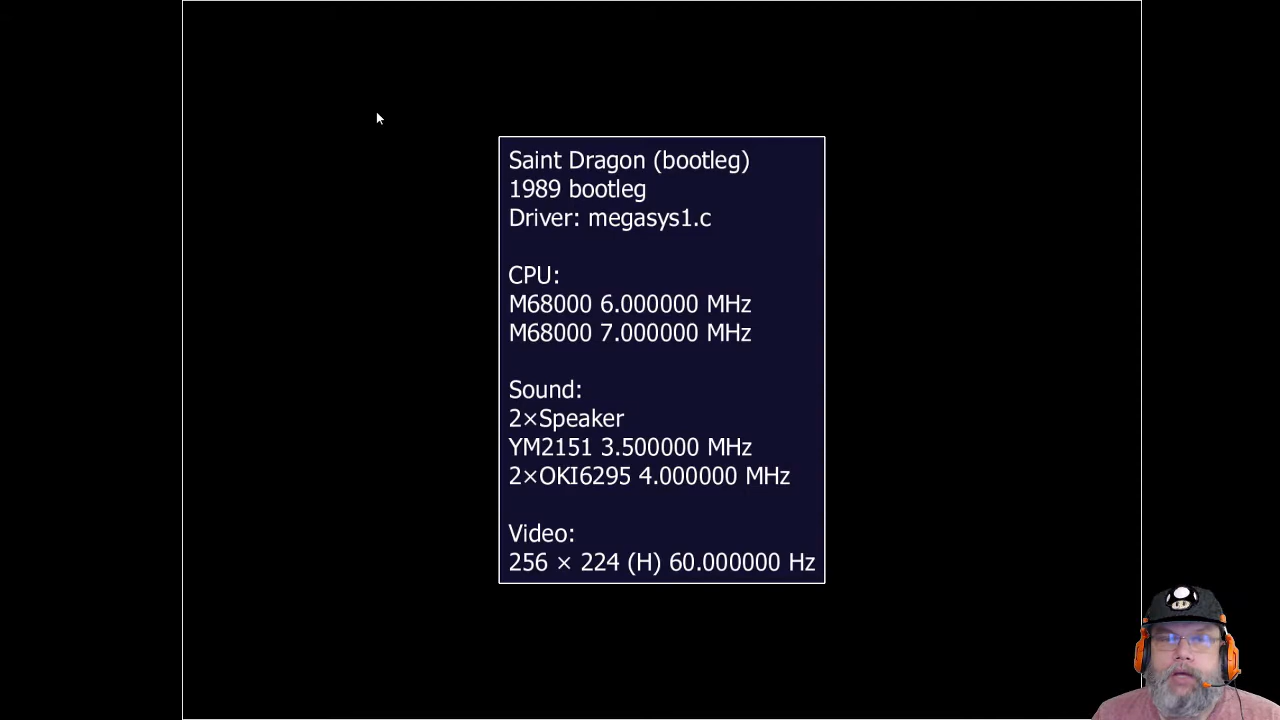 Saint Dragon (bootleg)
1989 bootleg
Driver: megasys1.c
CPU:
M68000 6.000000 MHz
M68000 7.000000 MHz
Sound:
2×Speaker
YM2151 3.500000 MHz
2×OKI6295 4.000000 MHz
Video:
256 × 224 (H) 60.000000 Hz